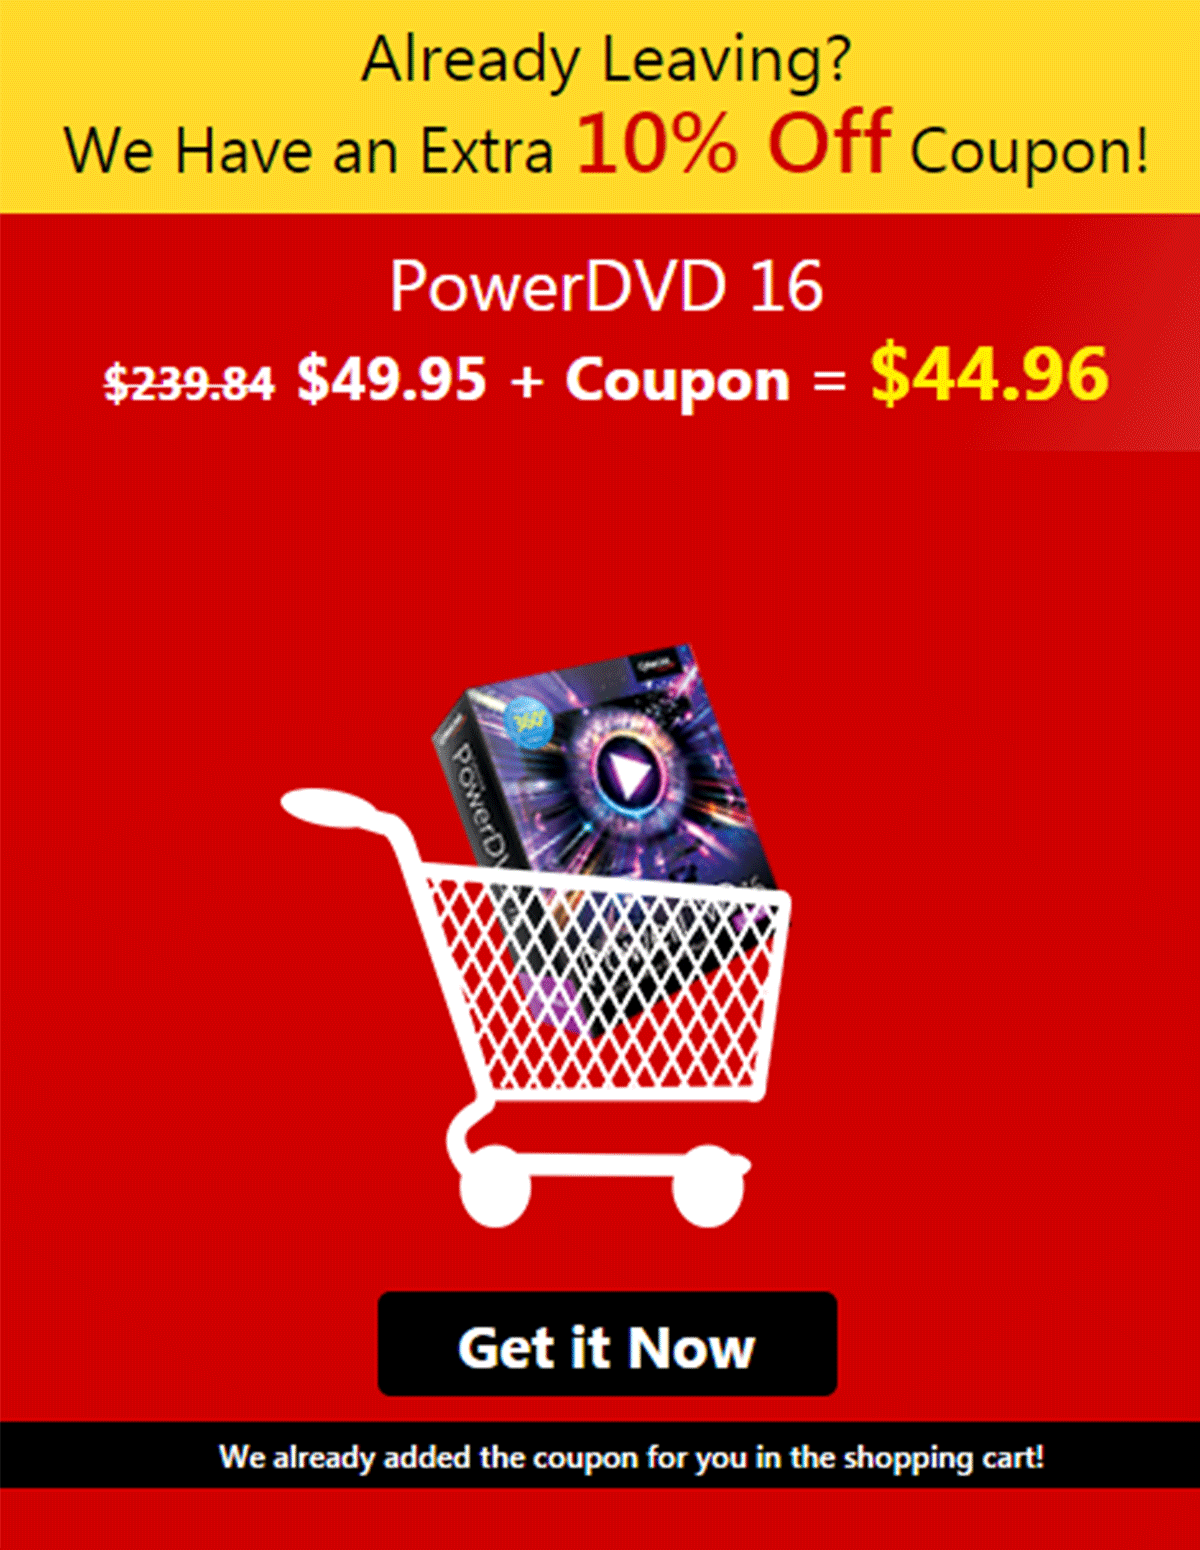 Already Leaving?
We Have an Extra 10% Off Coupon!
PowerDVD 16
$239.84 $49.95 + Coupon = $44.96
360°
Get it Now
We already added the coupon for you in the shopping cart!